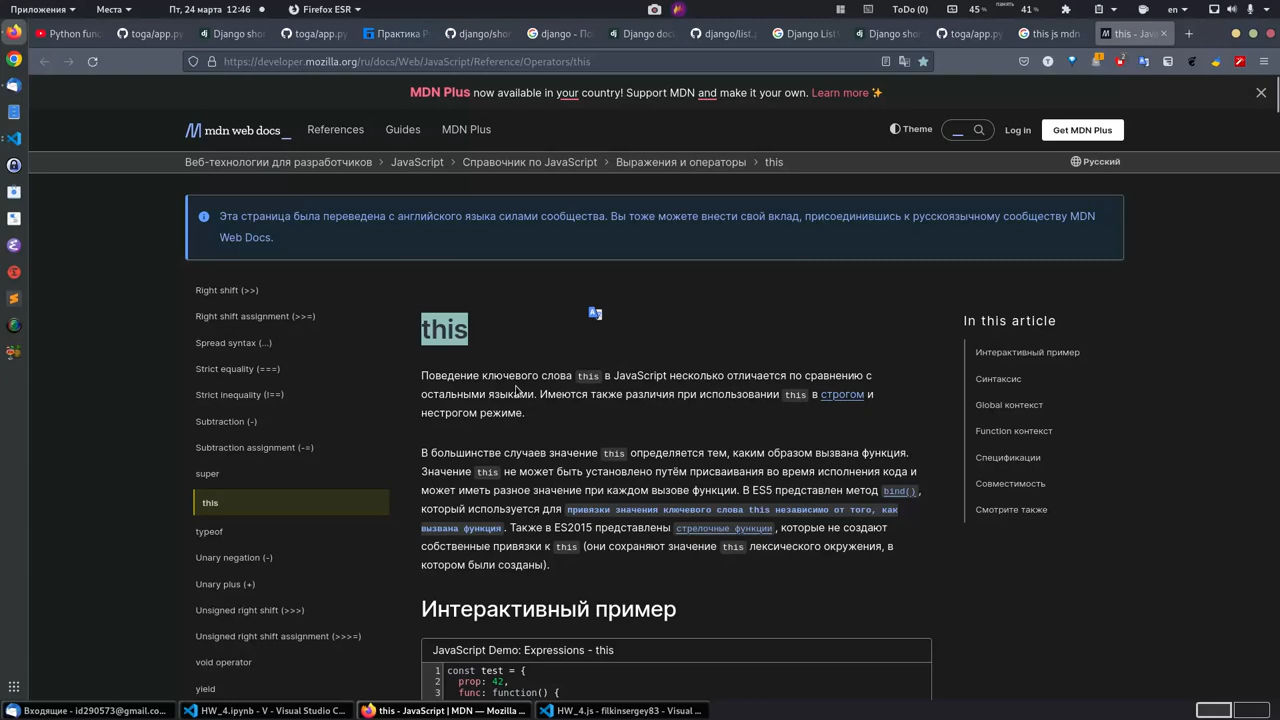 Приложения
Места
Пт, 24 марта 12:46
Firefox ESR
ToDo (0)
45 %
память
41 %
en
Python func
toga/app.py
Django sho
toga/app.py
Практика P
django/sho
django - По
Django doc
django/list.
Django List
Django sho
toga/app.py
this js mdn
this - Java
https://developer.mozilla.org/ru/docs/Web/JavaScript/Reference/Operators/this
MDN Plus now available in your country! Support MDN and make it your own. Learn more ✨
mdn web docs_
References
Guides
MDN Plus
Theme
Log in
Get MDN Plus
Веб-технологии для разработчиков > JavaScript > Справочник по JavaScript > Выражения и операторы > this
Русский
Эта страница была переведена с английского языка силами сообщества. Вы тоже можете внести свой вклад, присоединившись к русскоязычному сообществу MDN
Web Docs.
Right shift (>>)
Right shift assignment (>>=)
Spread syntax (...)
Strict equality (===)
Strict inequality (!==)
Subtraction (-)
Subtraction assignment (-=)
super
this
typeof
Unary negation (-)
Unary plus (+)
Unsigned right shift (>>>)
Unsigned right shift assignment (>>>=)
void operator
yield
this
Поведение ключевого слова this в JavaScript несколько отличается по сравнению с
остальными языками. Имеются также различия при использовании this в строгом и
нестрогом режиме.
В большинстве случаев значение this определяется тем, каким образом вызвана функция.
Значение this не может быть установлено путём присваивания во время исполнения кода и
может иметь разное значение при каждом вызове функции. В ES5 представлен метод bind(),
который используется для привязки значения ключевого слова this независимо от того, как
вызвана функция. Также в ES2015 представлены стрелочные функции, которые не создают
собственные привязки к this (они сохраняют значение this лексического окружения, в
котором были созданы).
Интерактивный пример
JavaScript Demo: Expressions - this
1 const test = {
2 prop: 42,
3 func: function() {
In this article
Интерактивный пример
Синтаксис
Global контекст
Function контекст
Спецификации
Совместимость
Смотрите также
Входящие - id290573@gmail.co...
HW_4.ipynb - V - Visual Studio C...
this - JavaScript | MDN — Mozilla ...
HW_4.js - filkinsergey83 - Visual ...